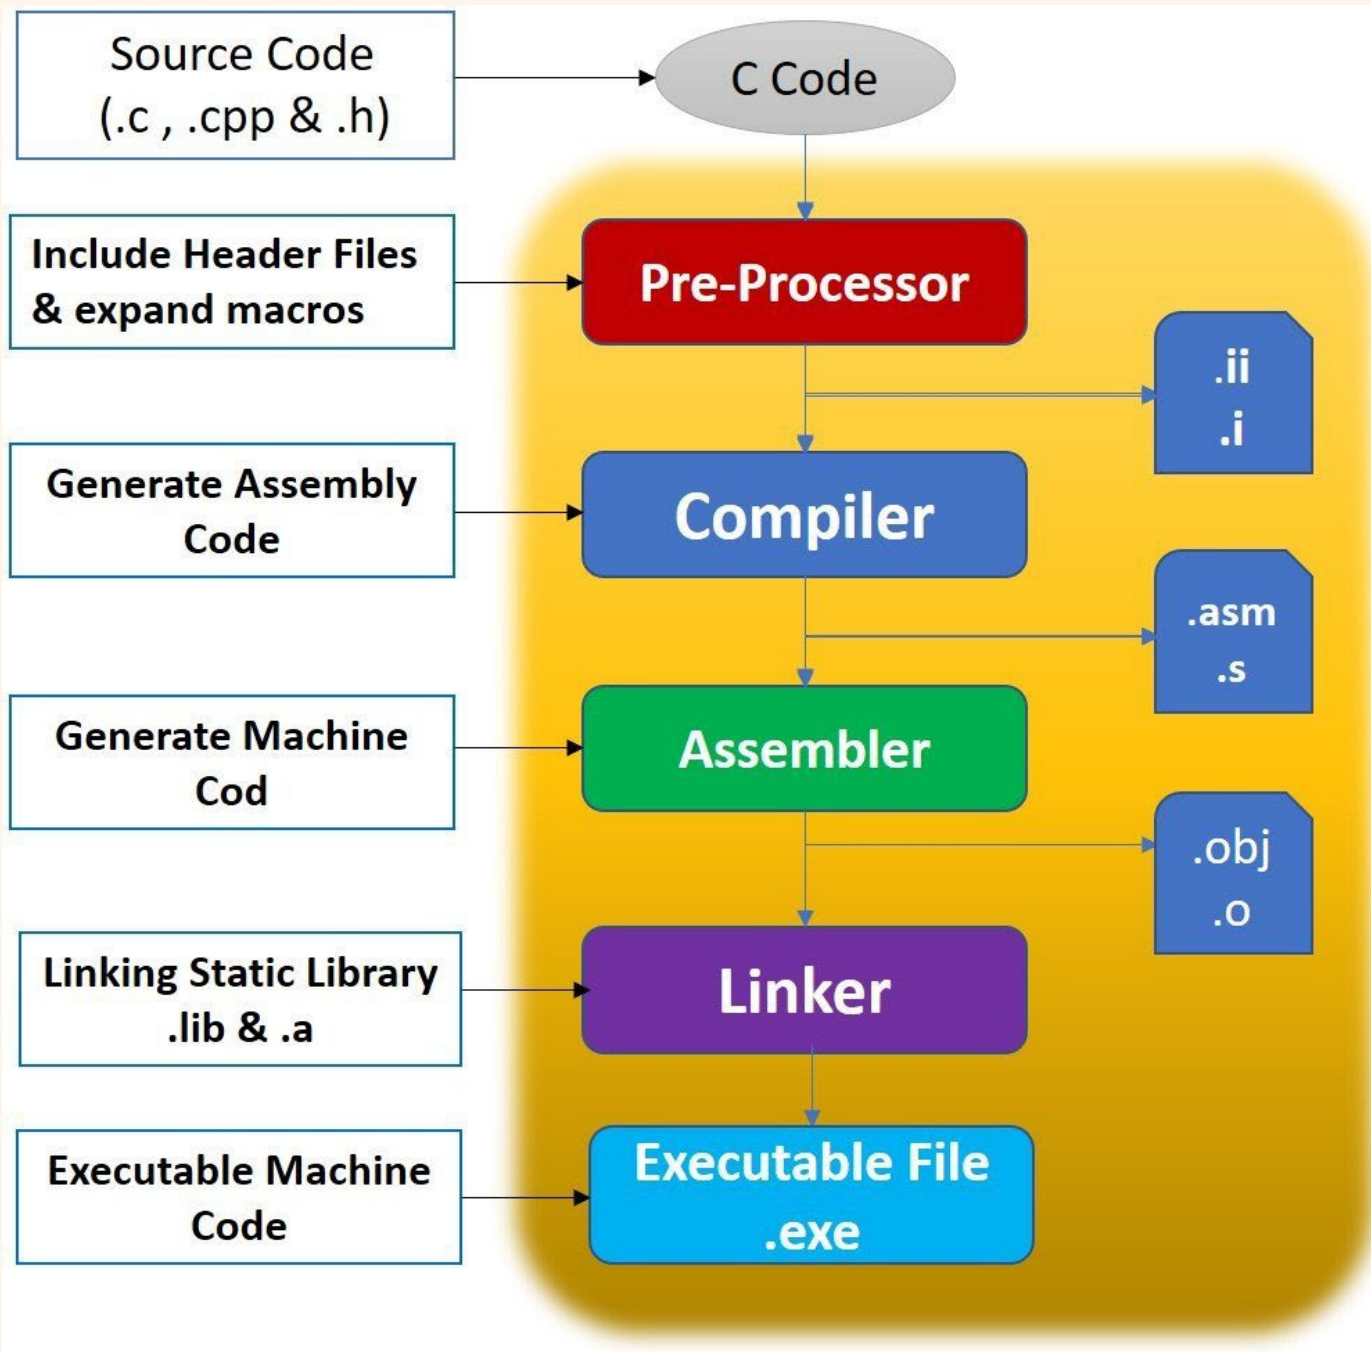 Source Code
(.c , .cpp & .h)
C Code
Include Header Files
& expand macros
Pre-Processor
.ii
.i
Generate Assembly
Code
Compiler
.asm
.s
Generate Machine
Cod
Assembler
.obj
.o
Linking Static Library
.lib & .a
Linker
Executable Machine
Code
Executable File
.exe